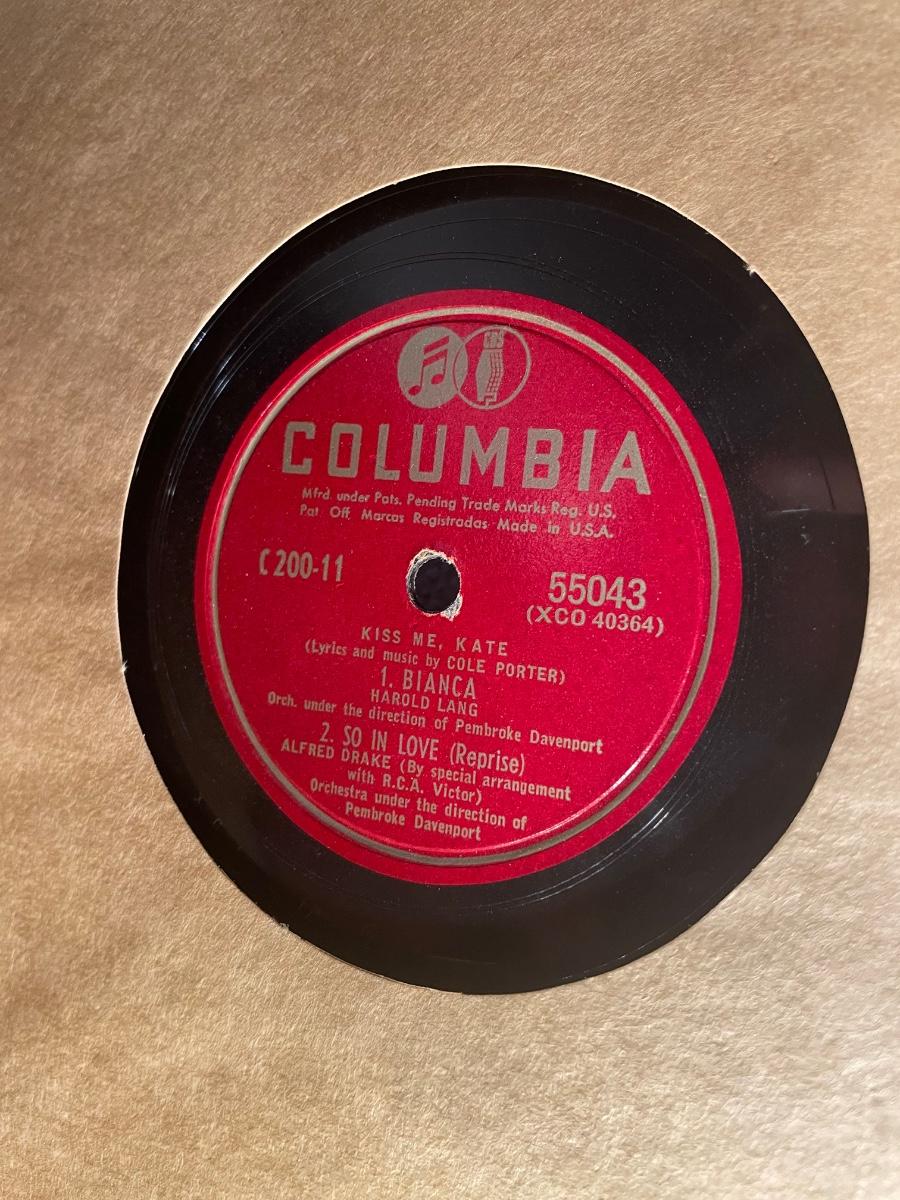 COLUMBIA
Mfrd. under Pats. Pending Trade Marks Reg. U.S.
Pat Off. Marcas Registradas Made in U.S.A.
C 200-11
55043
(XCO 40364)
KISS ME, KATE
(Lyrics and music by COLE PORTER)
1. BIANCA
HAROLD LANG
Orch. under the direction of Pembroke Davenport
2. SO IN LOVE (Reprise)
ALFRED DRAKE (By special arrangement
with R.C.A. Victor)
Orchestra under the direction of
Pembroke Davenport